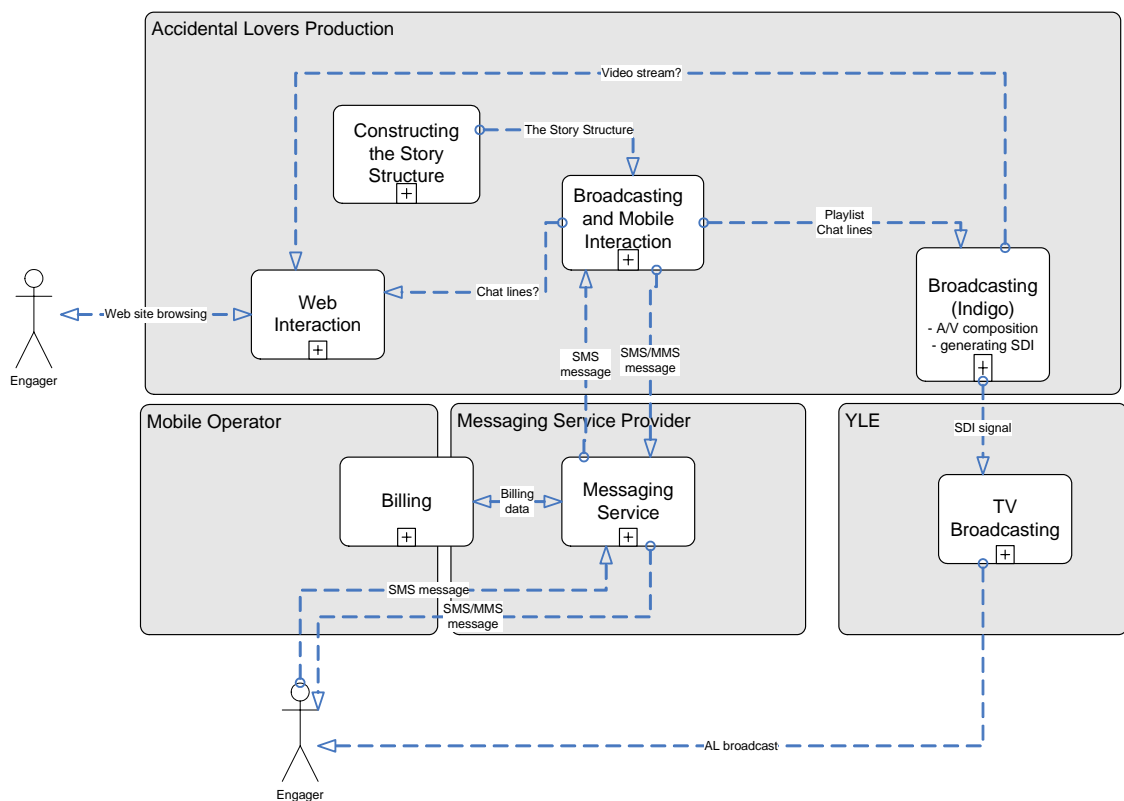 Accidental Lovers Production
Video stream?
Constructing
the Story
Structure
+
The Story Structure
Broadcasting
and Mobile
Interaction
+
Playlist
Chat lines
Broadcasting
(Indigo)
- A/V composition
- generating SDI
+
Chat lines?
Web
Interaction
+
Web site browsing
Engager
SMS
message
SMS/MMS
message
Mobile Operator
Messaging Service Provider
YLE
SDI signal
Billing
+
Billing
data
Messaging
Service
+
TV
Broadcasting
+
SMS message
SMS/MMS
message
AL broadcast
Engager